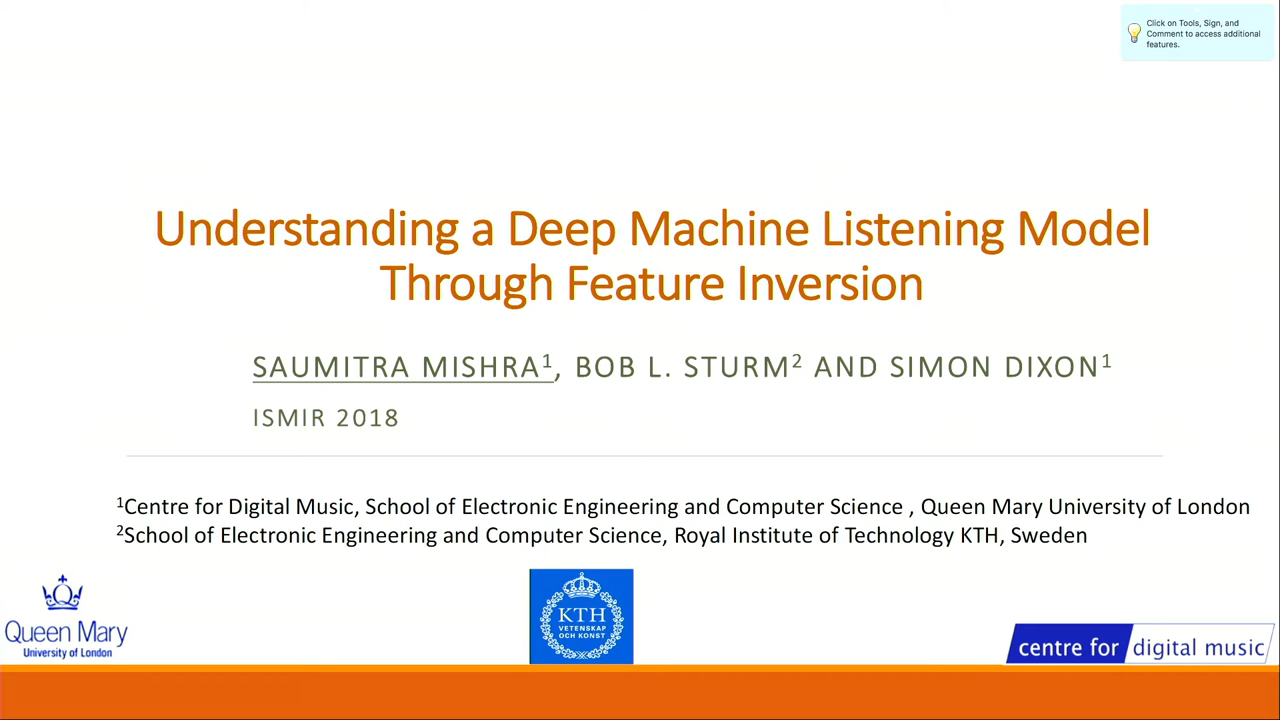 Click on Tools, Sign, and
Comment to access additional
features.
Understanding a Deep Machine Listening Model
Through Feature Inversion
SAUMITRA MISHRA¹, BOB L. STURM² AND SIMON DIXON¹
ISMIR 2018
¹Centre for Digital Music, School of Electronic Engineering and Computer Science , Queen Mary University of London
²School of Electronic Engineering and Computer Science, Royal Institute of Technology KTH, Sweden
Queen Mary
University of London
KTH
VETENSKAP
OCH KONST
centre for digital music